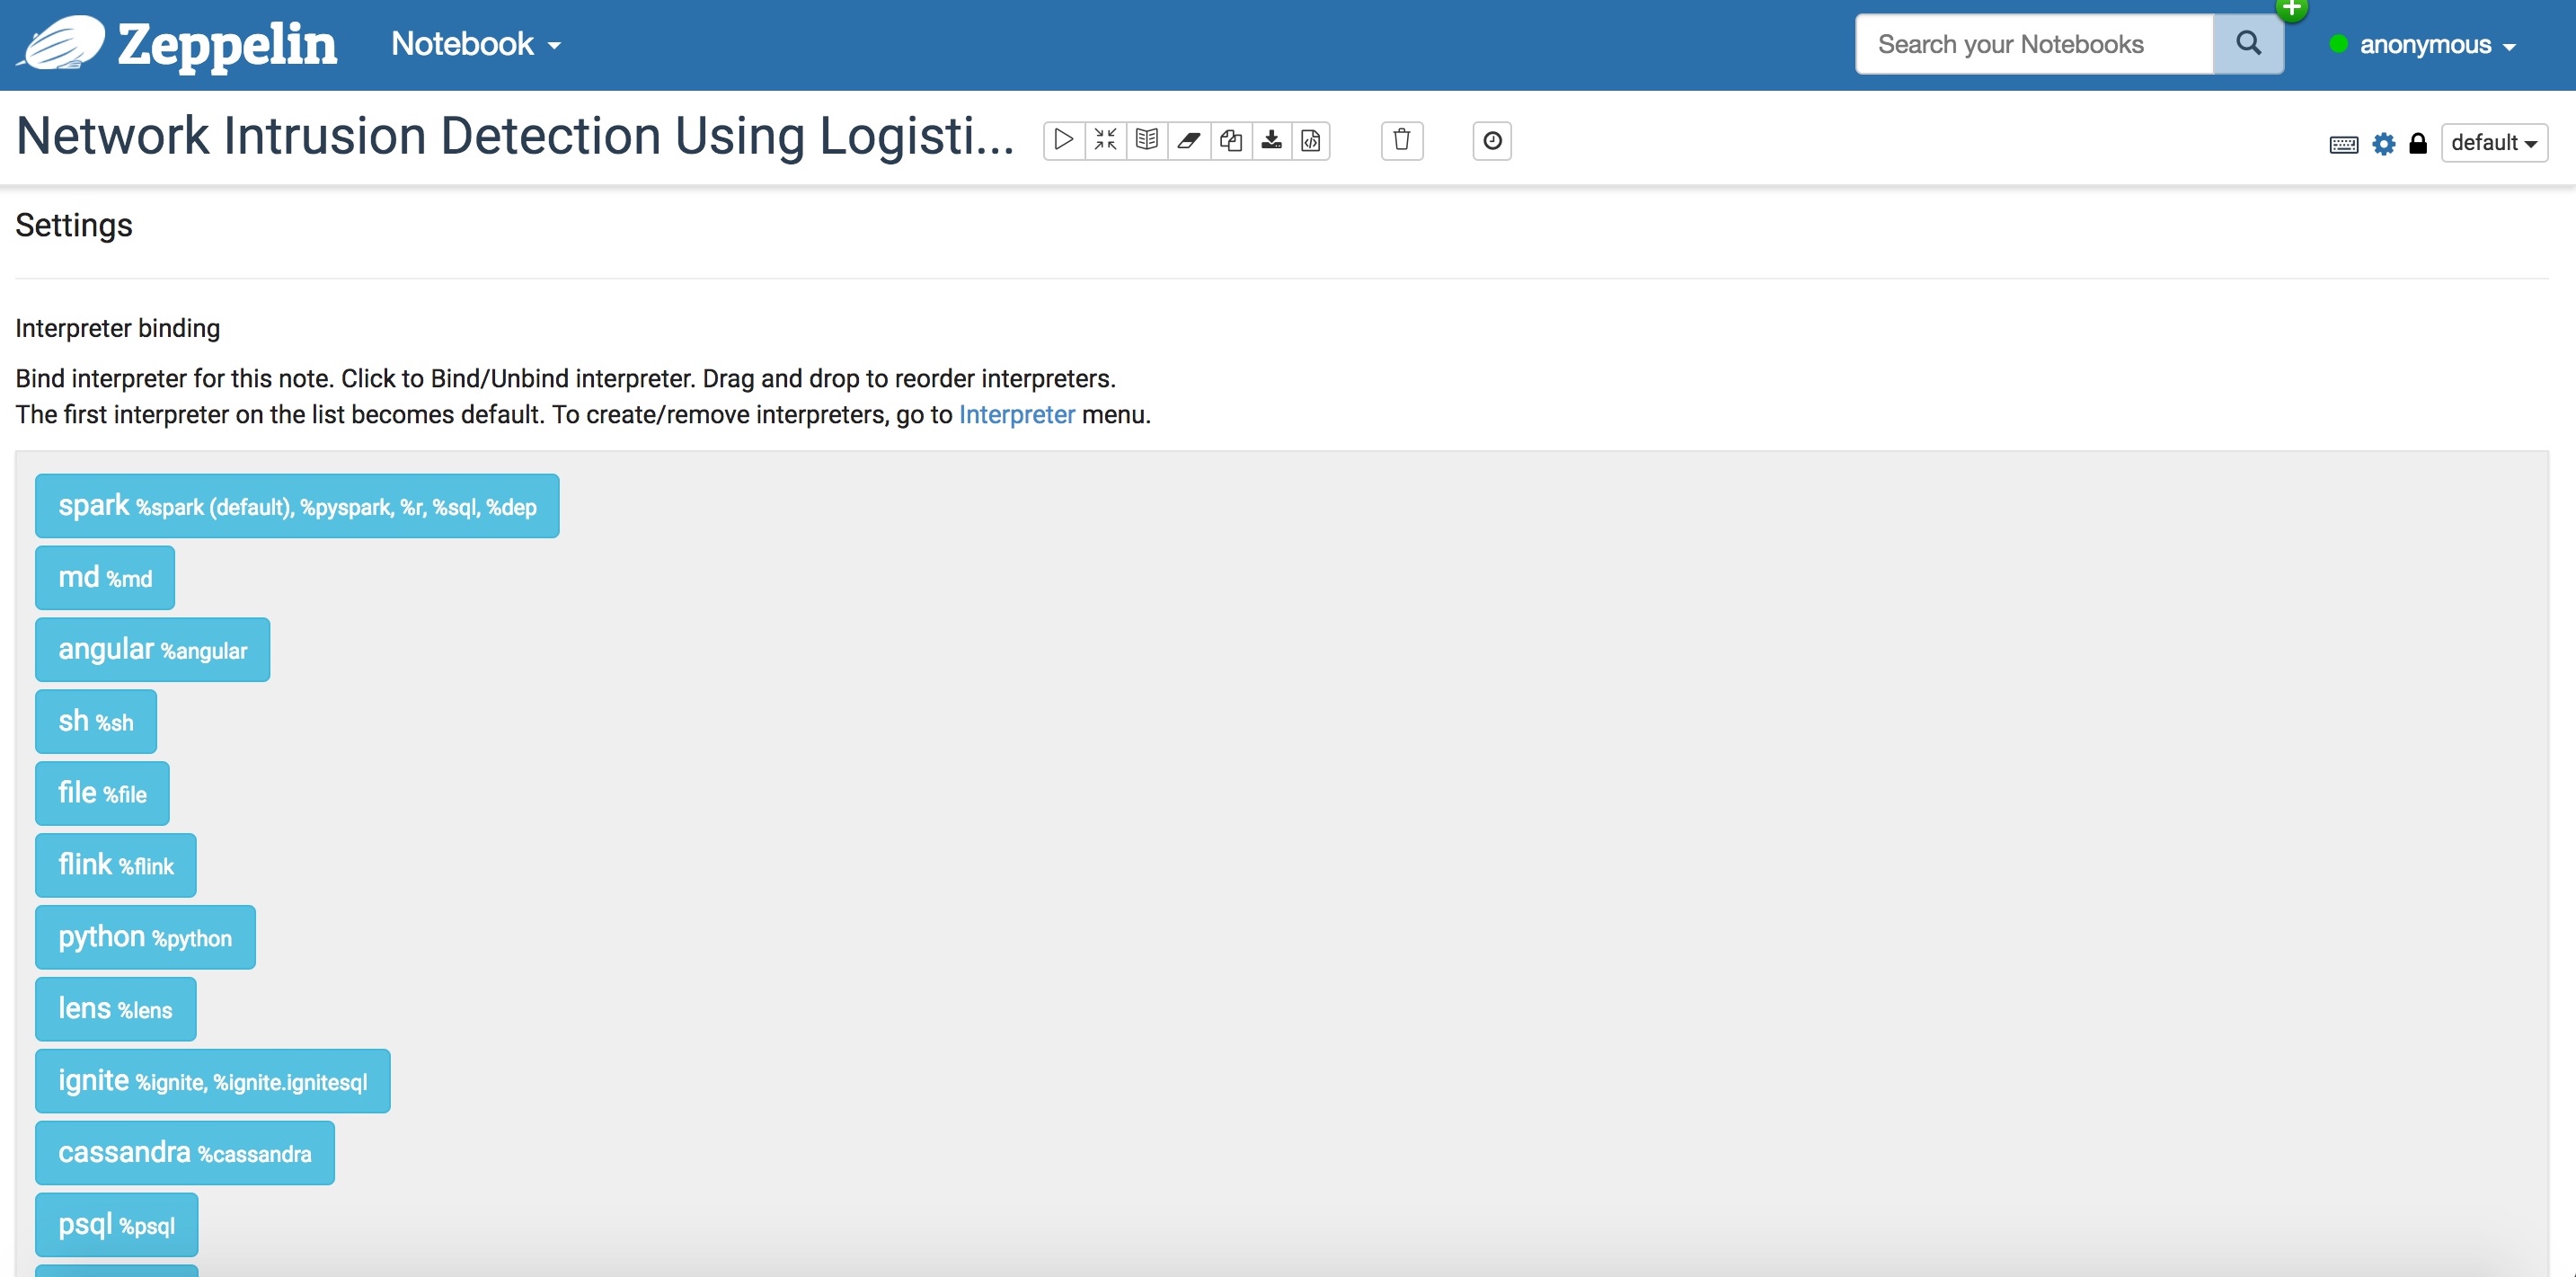 Zeppelin Notebook Search your Notebooks anonymous
Network Intrusion Detection Using Logisti... default
Settings
Interpreter binding
Bind interpreter for this note. Click to Bind/Unbind interpreter. Drag and drop to reorder interpreters.
The first interpreter on the list becomes default. To create/remove interpreters, go to Interpreter menu.
spark %spark (default), %pyspark, %r, %sql, %dep
md %md
angular %angular
sh %sh
file %file
flink %flink
python %python
lens %lens
ignite %ignite, %ignite.ignitesql
cassandra %cassandra
psql %psql